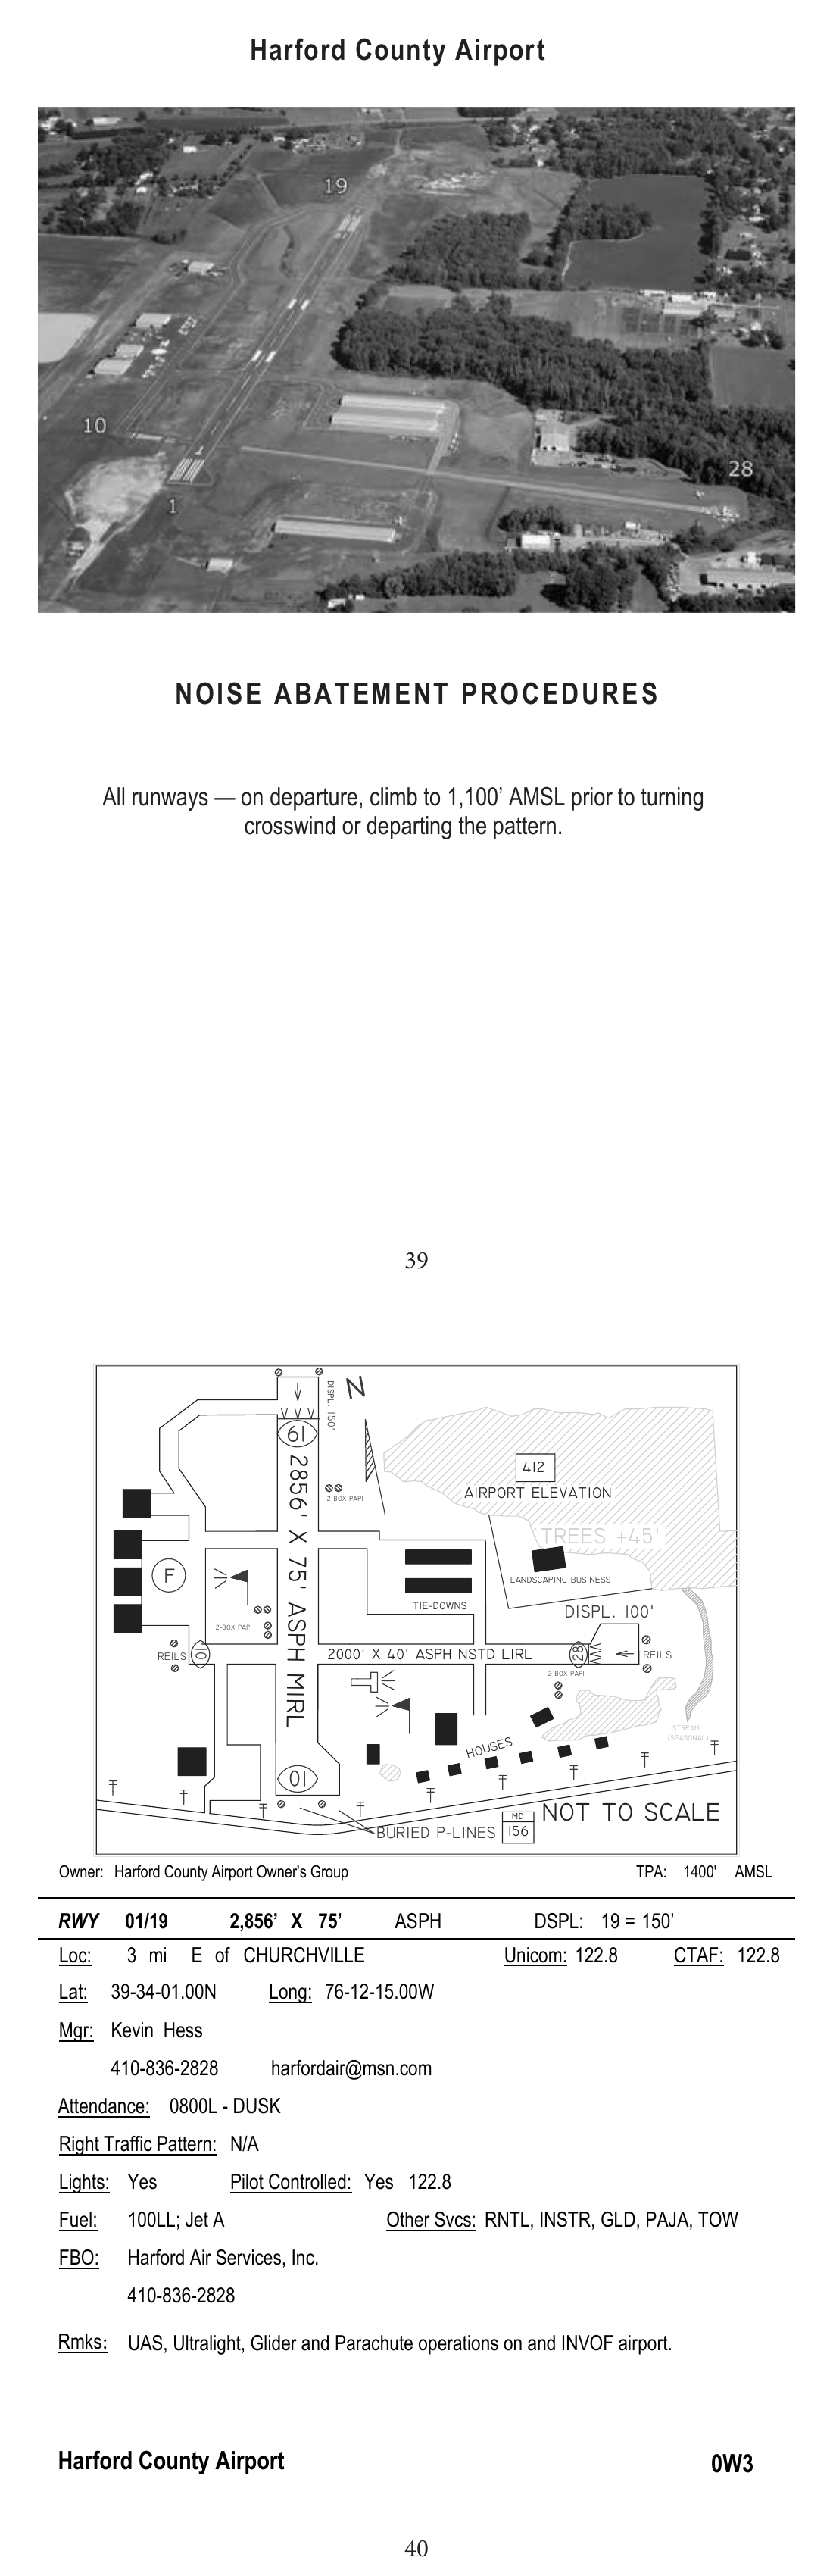 Harford County Airport
19
10
28
1
NOISE ABATEMENT PROCEDURES
All runways — on departure, climb to 1,100’ AMSL prior to turning
crosswind or departing the pattern.
39
DISPL. 150'
N
19
2856' X 75' ASPH MIRL
2-BOX PAPI
412
AIRPORT ELEVATION
TREES +45'
F
LANDSCAPING BUSINESS
TIE-DOWNS
DISPL. 100'
2-BOX PAPI
REILS
10
2000' X 40' ASPH NSTD LIRL
28
REILS
2-BOX PAPI
STREAM
(SEASONAL)
HOUSES
01
NOT TO SCALE
BURIED P-LINES
MD
156
Owner: Harford County Airport Owner's Group TPA: 1400' AMSL
RWY 01/19 2,856’ X 75’ ASPH DSPL: 19 = 150’
Loc: 3 mi E of CHURCHVILLE Unicom: 122.8 CTAF: 122.8
Lat: 39-34-01.00N Long: 76-12-15.00W
Mgr: Kevin Hess
410-836-2828 harfordair@msn.com
Attendance: 0800L - DUSK
Right Traffic Pattern: N/A
Lights: Yes Pilot Controlled: Yes 122.8
Fuel: 100LL; Jet A Other Svcs: RNTL, INSTR, GLD, PAJA, TOW
FBO: Harford Air Services, Inc.
410-836-2828
Rmks: UAS, Ultralight, Glider and Parachute operations on and INVOF airport.
Harford County Airport 0W3
40